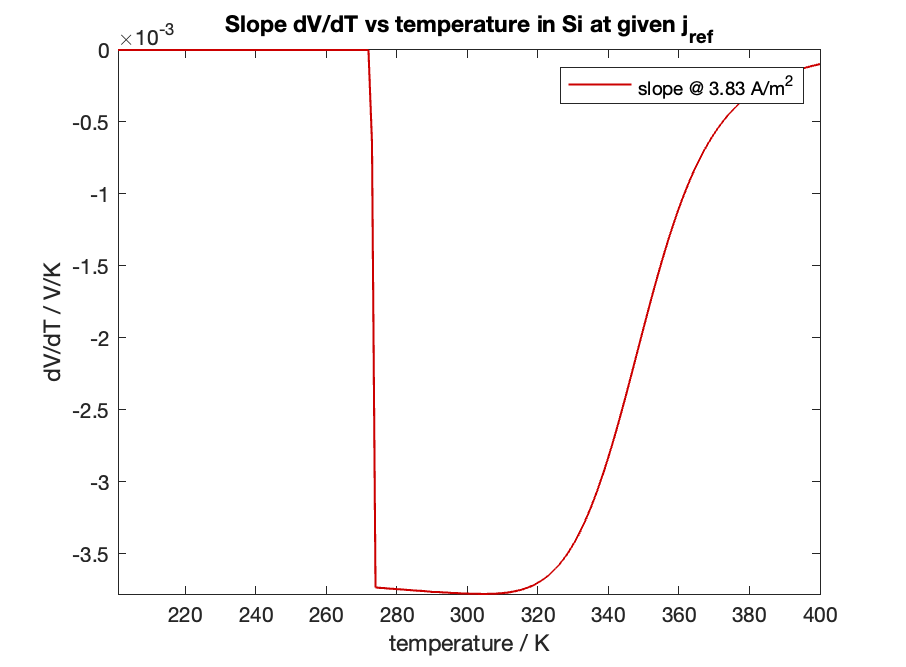 Slope dV/dT vs temperature in Si at given j_ref
×10^-3
0
-0.5
-1
-1.5
-2
-2.5
-3
-3.5
dV/dT / V/K
slope @ 3.83 A/m^2
220 240 260 280 300 320 340 360 380 400
temperature / K